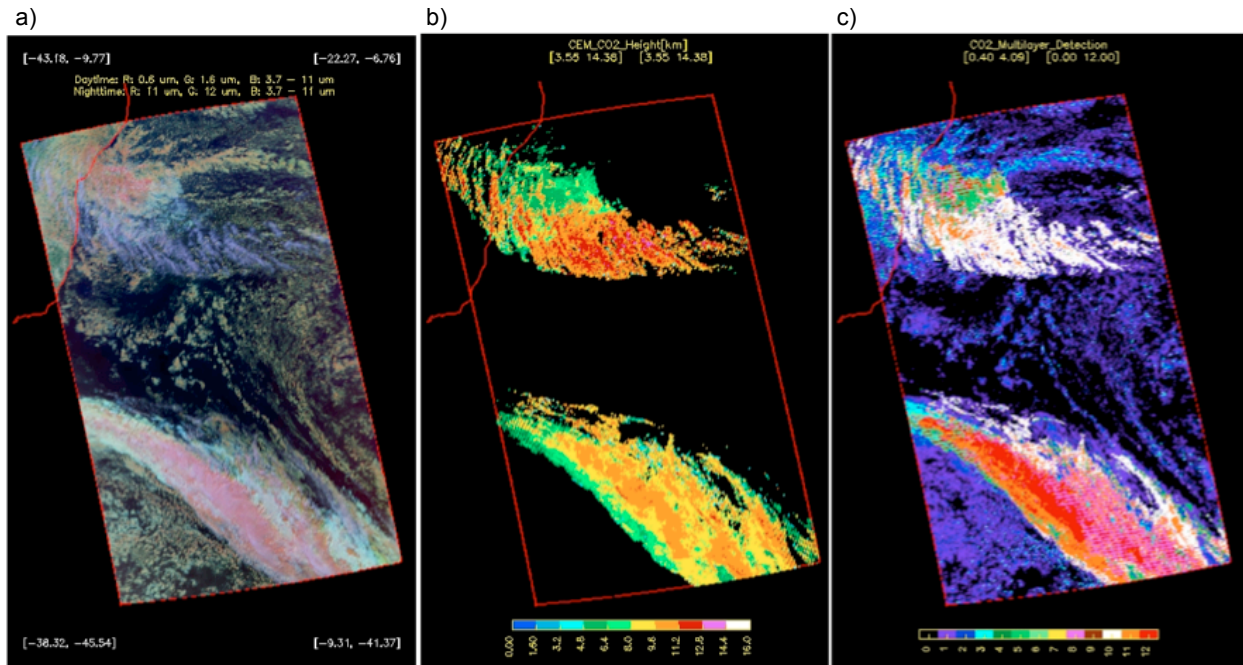 a)
[-43.18, -9.77]
[-22.27, -6.76]
Daytime: R: 0.6 um, G: 1.6 um, B: 3.7 - 11 um
Nighttime: R: 11 um, G: 12 um, B: 3.7 - 11 um
[-38.32, -45.54]
[-9.31, -41.37]
b)
CEM_CO2_Height[km]
[3.55 14.38] [3.55 14.38]
0.00 1.60 3.2 4.8 6.4 8.0 9.6 11.2 12.8 14.4 16.0
c)
CO2_Multilayer_Detection
[0.40 4.09] [0.00 12.00]
0 1 2 3 4 5 6 7 8 9 10 11 12